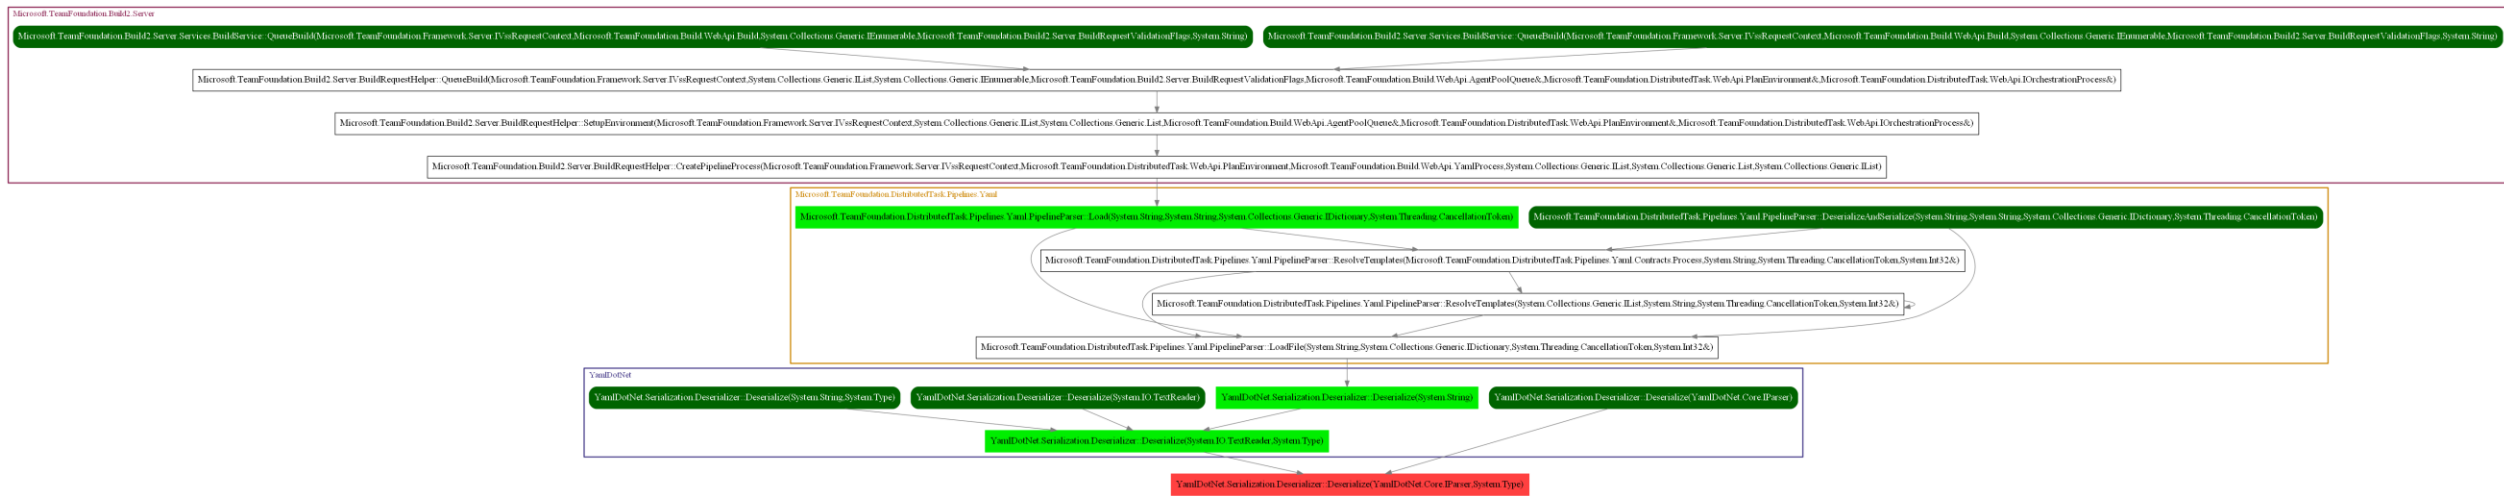 Microsoft.TeamFoundation.Build2.Server
Microsoft.TeamFoundation.Build2.Server.Services.BuildService::QueueBuild(Microsoft.TeamFoundation.Framework.Server.IVssRequestContext,Microsoft.TeamFoundation.Build.WebApi.Build,System.Collections.Generic.IEnumerable,Microsoft.TeamFoundation.Build2.Server.BuildRequestValidationFlags,System.String)
Microsoft.TeamFoundation.Build2.Server.Services.BuildService::QueueBuild(Microsoft.TeamFoundation.Framework.Server.IVssRequestContext,Microsoft.TeamFoundation.Build.WebApi.Build,System.Collections.Generic.IEnumerable,Microsoft.TeamFoundation.Build2.Server.BuildRequestValidationFlags,System.String)
Microsoft.TeamFoundation.Build2.Server.BuildRequestHelper::QueueBuild(Microsoft.TeamFoundation.Framework.Server.IVssRequestContext,System.Collections.Generic.IList,System.Collections.Generic.IEnumerable,Microsoft.TeamFoundation.Build2.Server.BuildRequestValidationFlags,Microsoft.TeamFoundation.Build.WebApi.AgentPoolQueue&,Microsoft.TeamFoundation.DistributedTask.WebApi.PlanEnvironment&,Microsoft.TeamFoundation.DistributedTask.WebApi.IOrchestrationProcess&)
Microsoft.TeamFoundation.Build2.Server.BuildRequestHelper::SetupEnvironment(Microsoft.TeamFoundation.Framework.Server.IVssRequestContext,System.Collections.Generic.IList,System.Collections.Generic.List,Microsoft.TeamFoundation.Build.WebApi.AgentPoolQueue&,Microsoft.TeamFoundation.DistributedTask.WebApi.PlanEnvironment&,Microsoft.TeamFoundation.DistributedTask.WebApi.IOrchestrationProcess&)
Microsoft.TeamFoundation.Build2.Server.BuildRequestHelper::CreatePipelineProcess(Microsoft.TeamFoundation.Framework.Server.IVssRequestContext,Microsoft.TeamFoundation.DistributedTask.WebApi.PlanEnvironment,Microsoft.TeamFoundation.Build.WebApi.YamlProcess,System.Collections.Generic.IList,System.Collections.Generic.List,System.Collections.Generic.IList)
Microsoft.TeamFoundation.DistributedTask.Pipelines.Yaml
Microsoft.TeamFoundation.DistributedTask.Pipelines.Yaml.PipelineParser::Load(System.String,System.String,System.Collections.Generic.IDictionary,System.Threading.CancellationToken)
Microsoft.TeamFoundation.DistributedTask.Pipelines.Yaml.PipelineParser::DeserializeAndSerialize(System.String,System.String,System.Collections.Generic.IDictionary,System.Threading.CancellationToken)
Microsoft.TeamFoundation.DistributedTask.Pipelines.Yaml.PipelineParser::ResolveTemplates(Microsoft.TeamFoundation.DistributedTask.Pipelines.Yaml.Contracts.Process,System.String,System.Threading.CancellationToken,System.Int32&)
Microsoft.TeamFoundation.DistributedTask.Pipelines.Yaml.PipelineParser::ResolveTemplates(System.Collections.Generic.IList,System.String,System.Threading.CancellationToken,System.Int32&)
Microsoft.TeamFoundation.DistributedTask.Pipelines.Yaml.PipelineParser::LoadFile(System.String,System.Collections.Generic.IDictionary,System.Threading.CancellationToken,System.Int32&)
YamlDotNet
YamlDotNet.Serialization.Deserializer::Deserialize(System.String,System.Type)
YamlDotNet.Serialization.Deserializer::Deserialize(System.IO.TextReader)
YamlDotNet.Serialization.Deserializer::Deserialize(System.String)
YamlDotNet.Serialization.Deserializer::Deserialize(YamlDotNet.Core.IParser)
YamlDotNet.Serialization.Deserializer::Deserialize(System.IO.TextReader,System.Type)
YamlDotNet.Serialization.Deserializer::Deserialize(YamlDotNet.Core.IParser,System.Type)